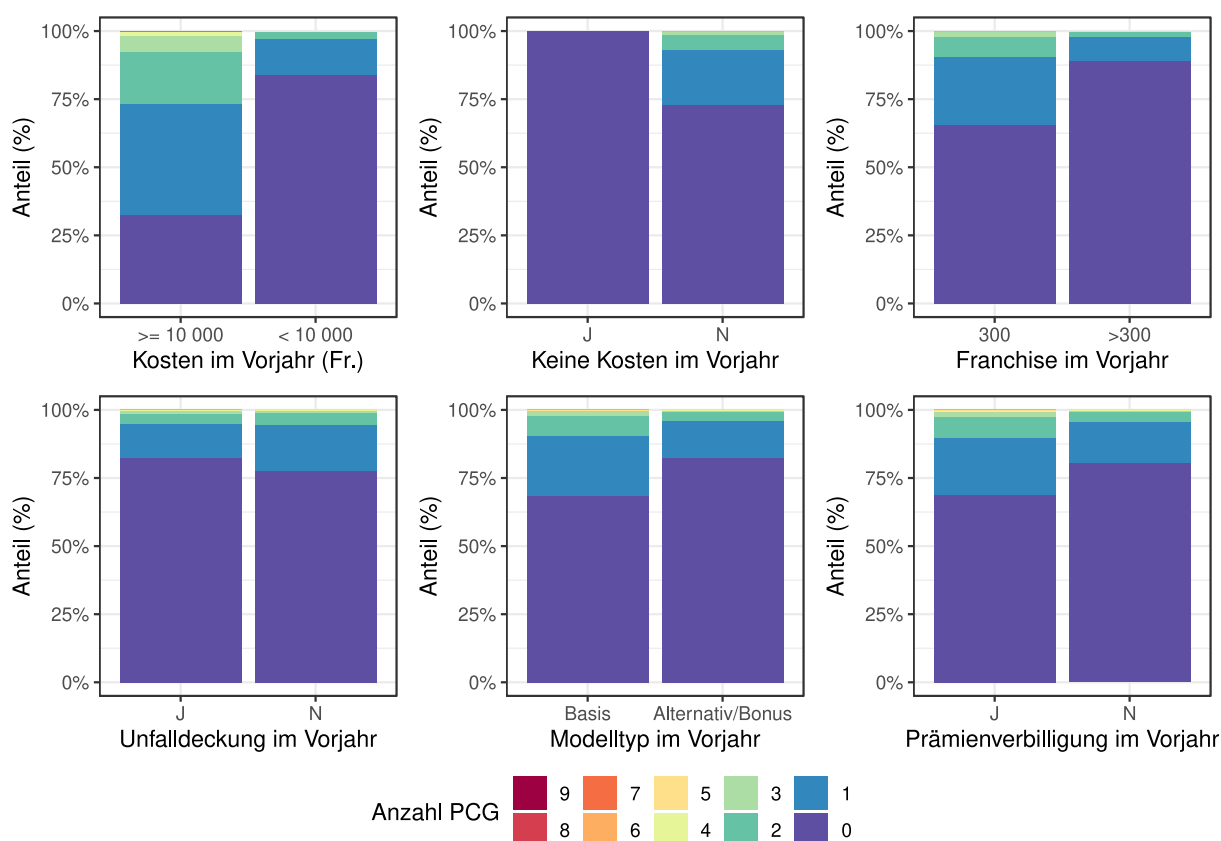 Anteil (%)
100%
75%
50%
25%
0%
>= 10 000
< 10 000
Kosten im Vorjahr (Fr.)
Anteil (%)
100%
75%
50%
25%
0%
J
N
Keine Kosten im Vorjahr
Anteil (%)
100%
75%
50%
25%
0%
300
>300
Franchise im Vorjahr
Anteil (%)
100%
75%
50%
25%
0%
J
N
Unfalldeckung im Vorjahr
Anteil (%)
100%
75%
50%
25%
0%
Basis
Alternativ/Bonus
Modelltyp im Vorjahr
Anteil (%)
100%
75%
50%
25%
0%
J
N
Prämienverbilligung im Vorjahr
Anzahl PCG
9
7
5
3
1
8
6
4
2
0